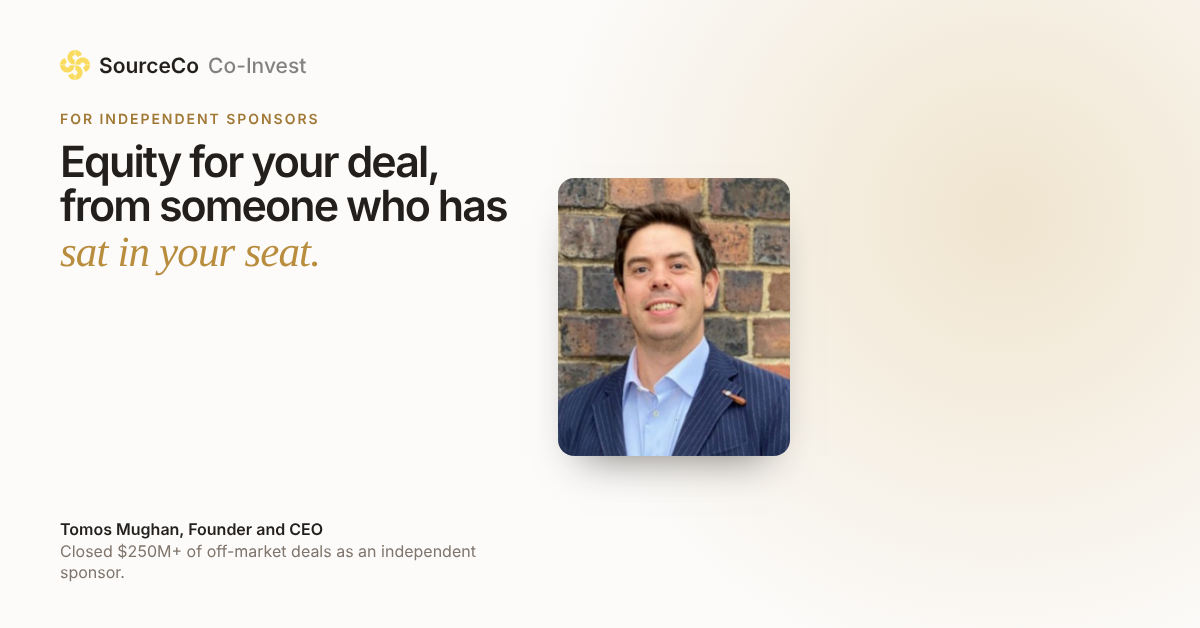 SourceCo Co-Invest
FOR INDEPENDENT SPONSORS
Equity for your deal,
from someone who has
sat in your seat.
Tomos Mughan, Founder and CEO
Closed $250M+ of off-market deals as an independent
sponsor.